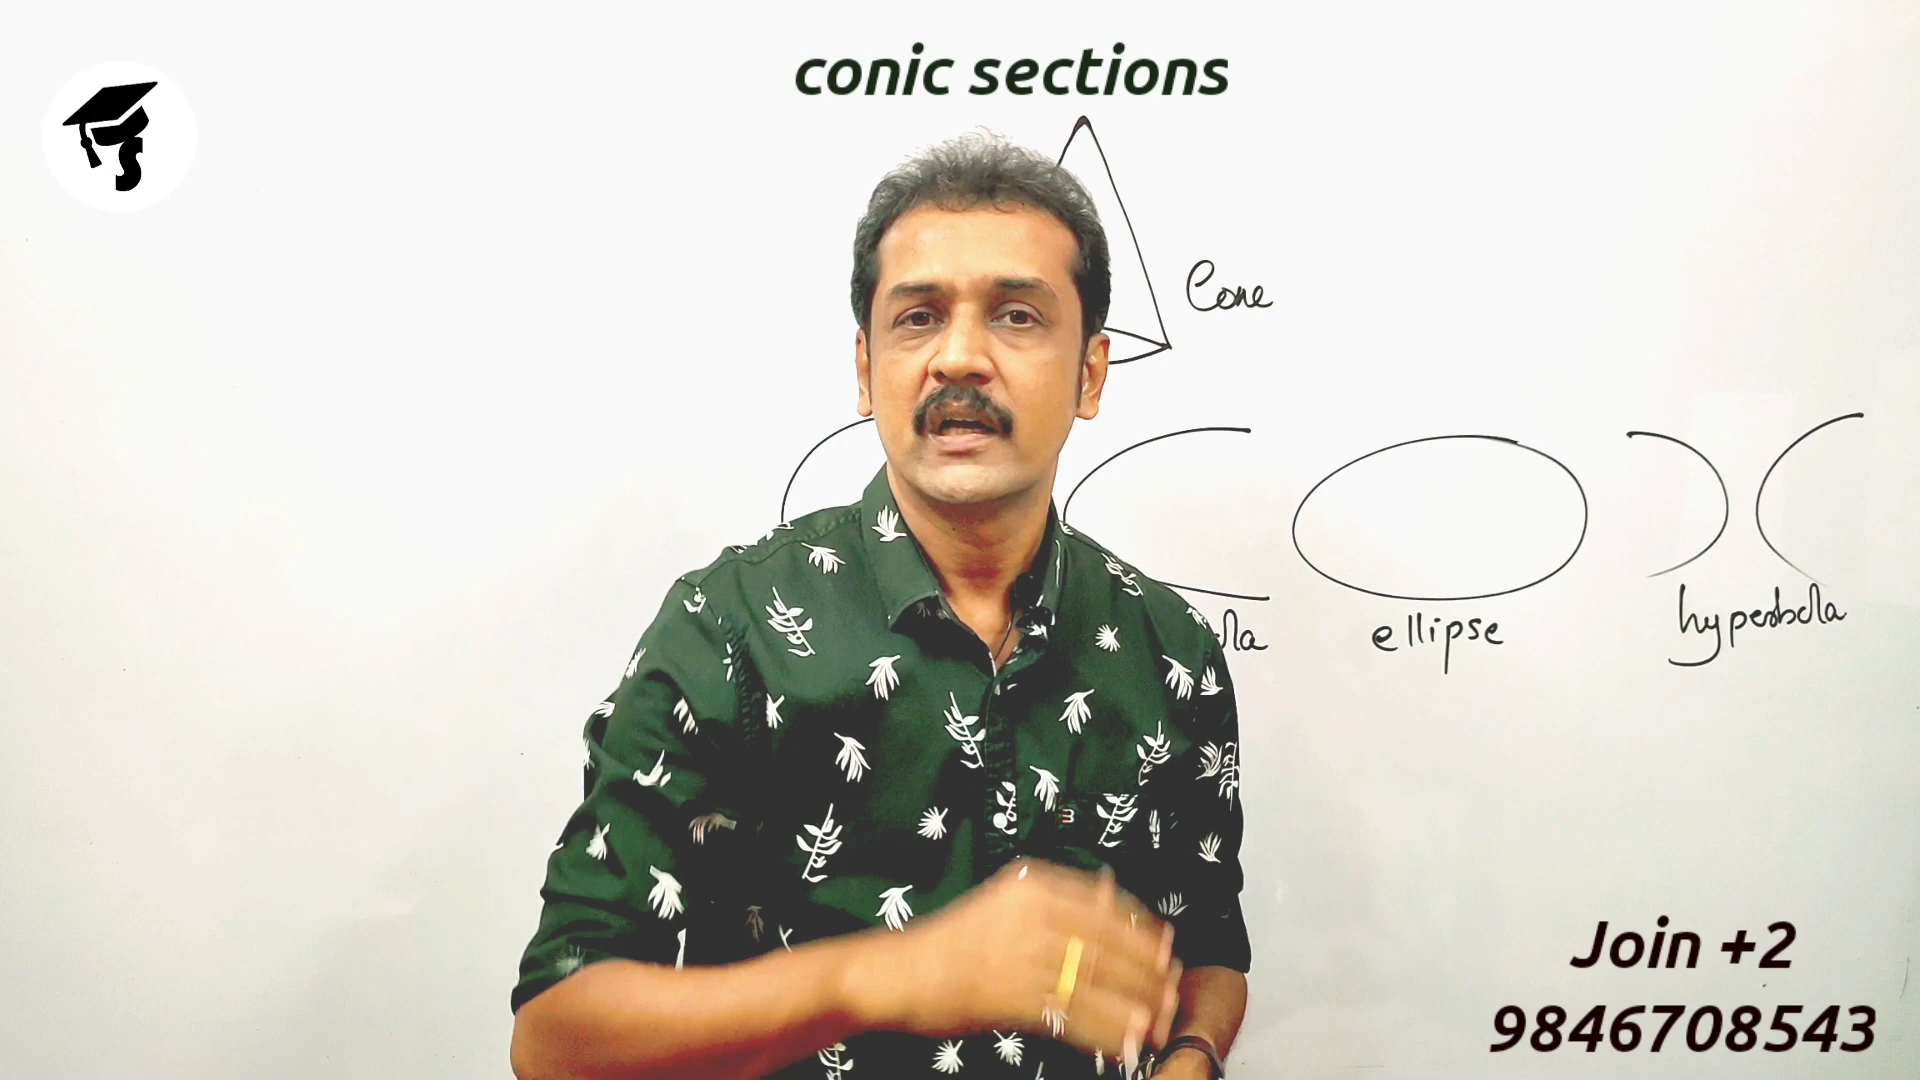 conic sections
Cone
ellipse
hyperbola
Join +2
9846708543